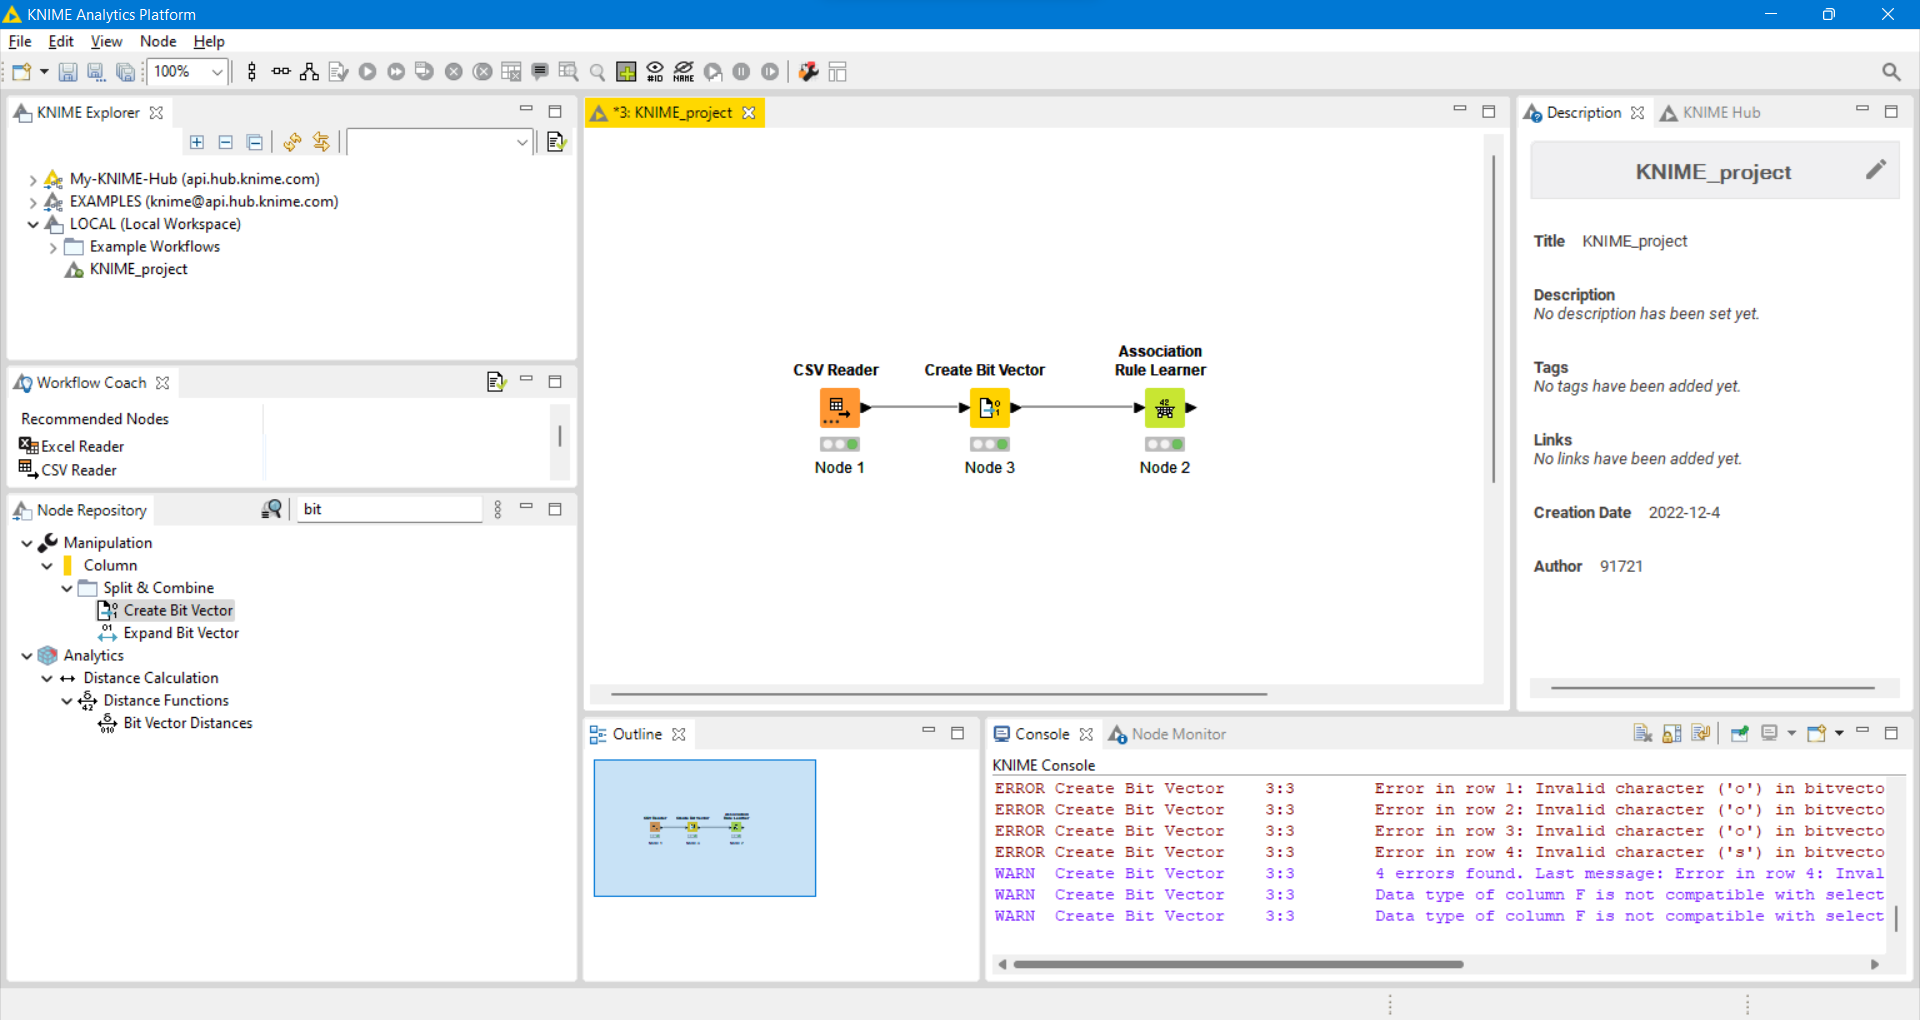 KNIME Analytics Platform
File Edit View Node Help
100%
#ID NAME
KNIME Explorer
*3: KNIME_project
Description
KNIME Hub
My-KNIME-Hub (api.hub.knime.com)
EXAMPLES (knime@api.hub.knime.com)
LOCAL (Local Workspace)
Example Workflows
KNIME_project
KNIME_project
Title KNIME_project
Description
No description has been set yet.
Tags
No tags have been added yet.
Links
No links have been added yet.
Creation Date 2022-12-4
Author 91721
CSV Reader
Node 1
Create Bit Vector
Node 3
Association
Rule Learner
Node 2
Workflow Coach
Recommended Nodes
Excel Reader
CSV Reader
Node Repository
bit
Manipulation
Column
Split & Combine
Create Bit Vector
Expand Bit Vector
Analytics
Distance Calculation
Distance Functions
Bit Vector Distances
Outline
Console
Node Monitor
KNIME Console
ERROR Create Bit Vector 3:3 Error in row 1: Invalid character ('o') in bitvecto
ERROR Create Bit Vector 3:3 Error in row 2: Invalid character ('o') in bitvecto
ERROR Create Bit Vector 3:3 Error in row 3: Invalid character ('o') in bitvecto
ERROR Create Bit Vector 3:3 Error in row 4: Invalid character ('s') in bitvecto
WARN Create Bit Vector 3:3 4 errors found. Last message: Error in row 4: Inval
WARN Create Bit Vector 3:3 Data type of column F is not compatible with select
WARN Create Bit Vector 3:3 Data type of column F is not compatible with select